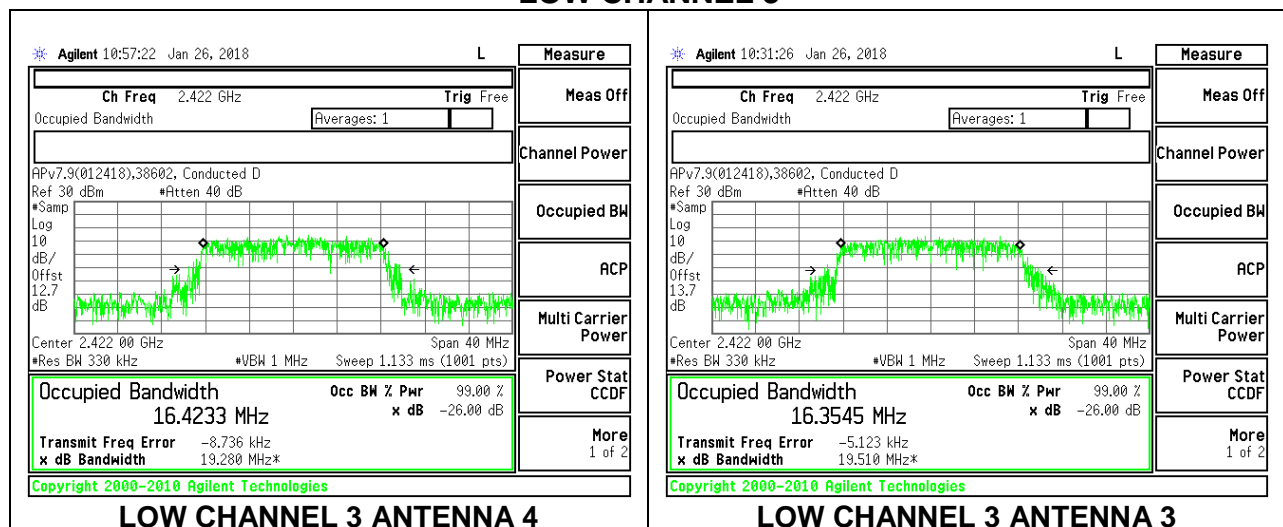 Agilent 10:57:22 Jan 26, 2018 L Measure
Ch Freq 2.422 GHz Trig Free
Occupied Bandwidth Averages: 1
APv7.9(012418),38602, Conducted D
Ref 30 dBm #Atten 40 dB
#Samp
Log
10
dB/
Offst
12.7
dB
Center 2.422 00 GHz Span 40 MHz
#Res BW 330 kHz #VBW 1 MHz Sweep 1.133 ms (1001 pts)
Occupied Bandwidth Occ BW % Pwr 99.00 %
16.4233 MHz x dB -26.00 dB
Transmit Freq Error -8.736 kHz
x dB Bandwidth 19.280 MHz*
Copyright 2000-2010 Agilent Technologies
Meas Off
Channel Power
Occupied BW
ACP
Multi Carrier
Power
Power Stat
CCDF
More
1 of 2
LOW CHANNEL 3 ANTENNA 4
Agilent 10:31:26 Jan 26, 2018 L Measure
Ch Freq 2.422 GHz Trig Free
Occupied Bandwidth Averages: 1
APv7.9(012418),38602, Conducted D
Ref 30 dBm #Atten 40 dB
#Samp
Log
10
dB/
Offst
13.7
dB
Center 2.422 00 GHz Span 40 MHz
#Res BW 330 kHz #VBW 1 MHz Sweep 1.133 ms (1001 pts)
Occupied Bandwidth Occ BW % Pwr 99.00 %
16.3545 MHz x dB -26.00 dB
Transmit Freq Error -5.123 kHz
x dB Bandwidth 19.510 MHz*
Copyright 2000-2010 Agilent Technologies
Meas Off
Channel Power
Occupied BW
ACP
Multi Carrier
Power
Power Stat
CCDF
More
1 of 2
LOW CHANNEL 3 ANTENNA 3